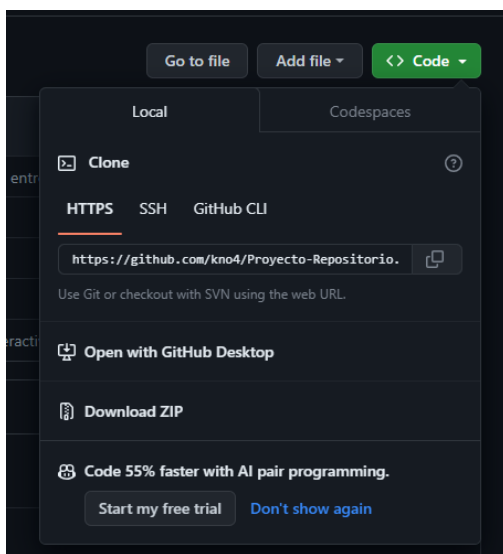 Go to file Add file <> Code
Local Codespaces
Clone
entr
HTTPS SSH GitHub CLI
https://github.com/kno4/Proyecto-Repositorio.
Use Git or checkout with SVN using the web URL.
eracti
Open with GitHub Desktop
Download ZIP
Code 55% faster with AI pair programming.
Start my free trial Don't show again